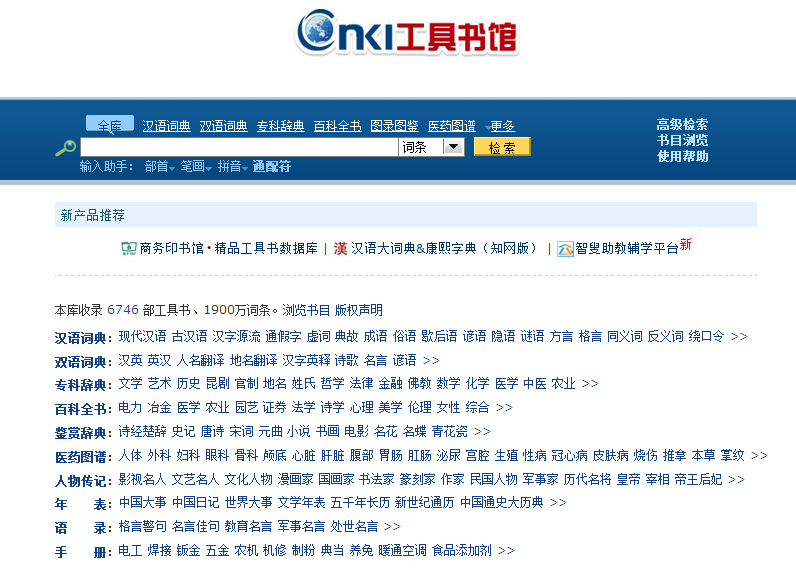 Cnki工具书馆
全库 汉语词典 双语词典 专科辞典 百科全书 图录图鉴 医药图谱 更多
高级检索
书目浏览
使用帮助
词条 检 索
输入助手： 部首 笔画 拼音 通配符
新产品推荐
商务印书馆·精品工具书数据库 | 汉语大词典&康熙字典（知网版） | 智叟助教辅学平台新
本库收录 6746 部工具书、1900万词条。浏览书目 版权声明
汉语词典：现代汉语 古汉语 汉字源流 通假字 虚词 典故 成语 俗语 歇后语 谚语 隐语 谜语 方言 格言 同义词 反义词 绕口令 >>
双语词典：汉英 英汉 人名翻译 地名翻译 汉字英释 诗歌 名言 谚语 >>
专科辞典：文学 艺术 历史 昆剧 官制 地名 姓氏 哲学 法律 金融 佛教 数学 化学 医学 中医 农业 >>
百科全书：电力 冶金 医学 农业 园艺 证券 法学 诗学 心理 美学 伦理 女性 综合 >>
鉴赏辞典：诗经楚辞 史记 唐诗 宋词 元曲 小说 书画 电影 名花 名蝶 青花瓷 >>
医药图谱：人体 外科 妇科 眼科 骨科 颅底 心脏 肝脏 腹部 胃肠 肛肠 泌尿 宫腔 生殖 性病 冠心病 皮肤病 烧伤 推拿 本草 掌纹 >>
人物传记：影视名人 文艺名人 文化人物 漫画家 国画家 书法家 篆刻家 作家 民国人物 军事家 历代名将 皇帝 宰相 帝王后妃 >>
年 表：中国大事 中国日记 世界大事 文学年表 五千年长历 新世纪通历 中国通史大历典 >>
语 录：格言警句 名言佳句 教育名言 军事名言 处世名言 >>
手 册：电工 焊接 钣金 五金 农机 机修 制粉 典当 养兔 暖通空调 食品添加剂 >>